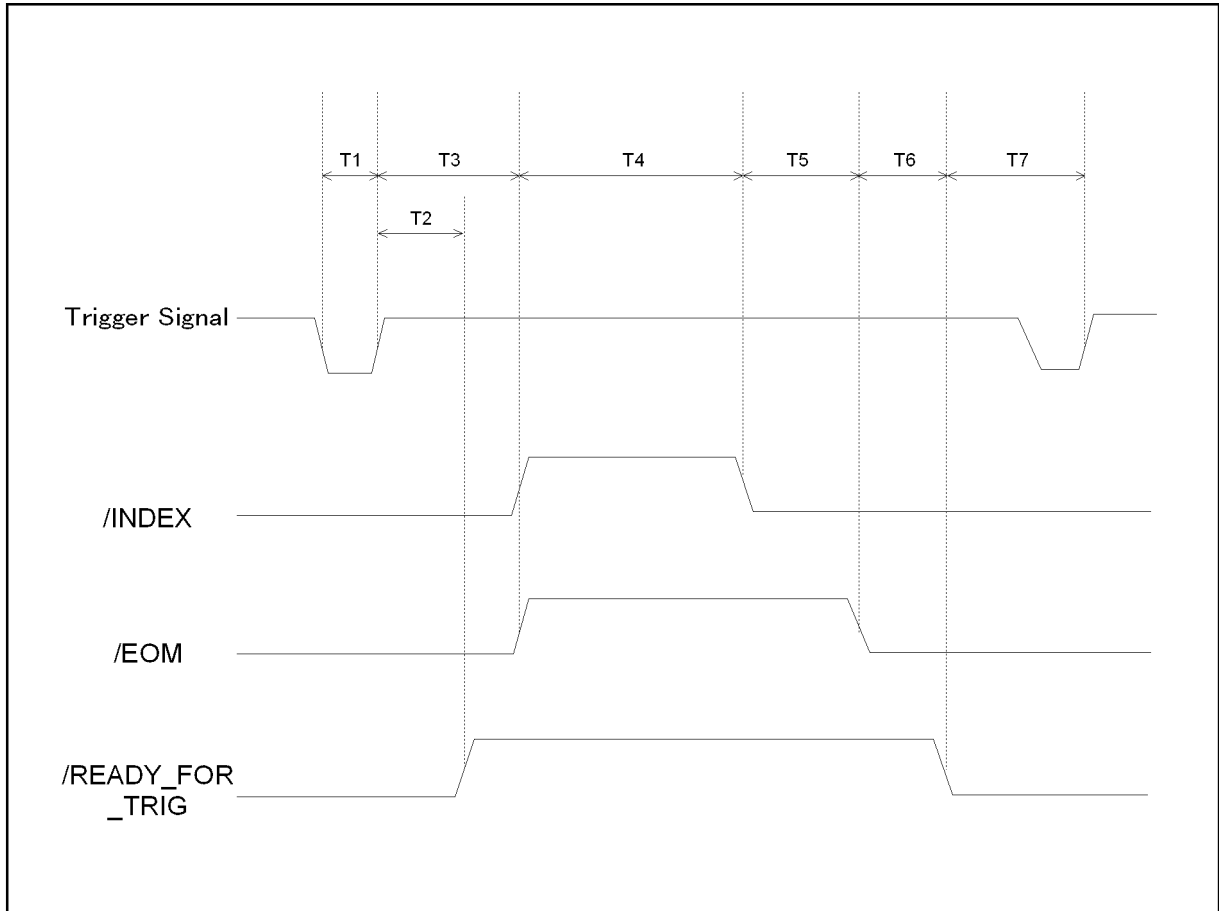 T1
T3
T4
T5
T6
T7
T2
Trigger Signal
/INDEX
/EOM
/READY_FOR
_TRIG